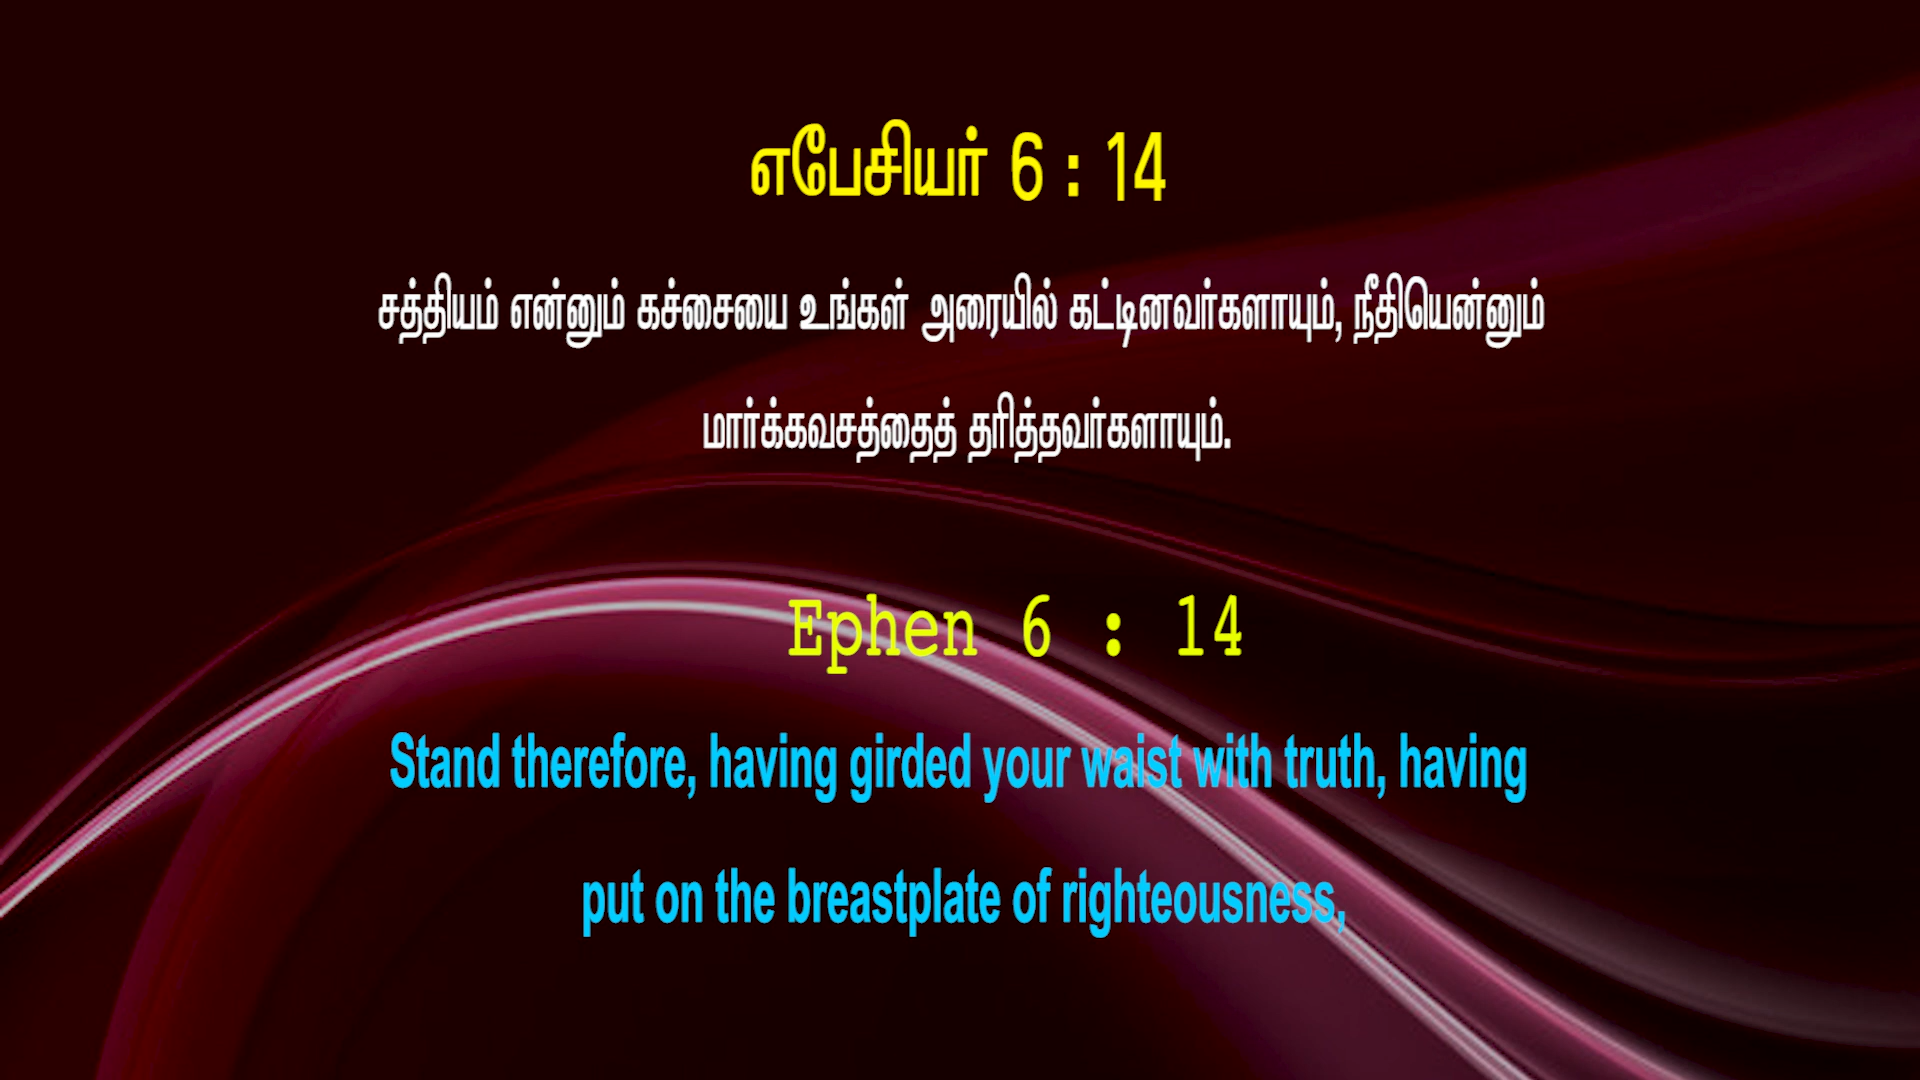 எபேசியர் 6 : 14
சத்தியம் என்னும் கச்சையை உங்கள் அரையில் கட்டினவர்களாயும், நீதியென்னும்
மார்க்கவசத்தைத் தரித்தவர்களாயும்.
Ephen 6 : 14
Stand therefore, having girded your waist with truth, having
put on the breastplate of righteousness,